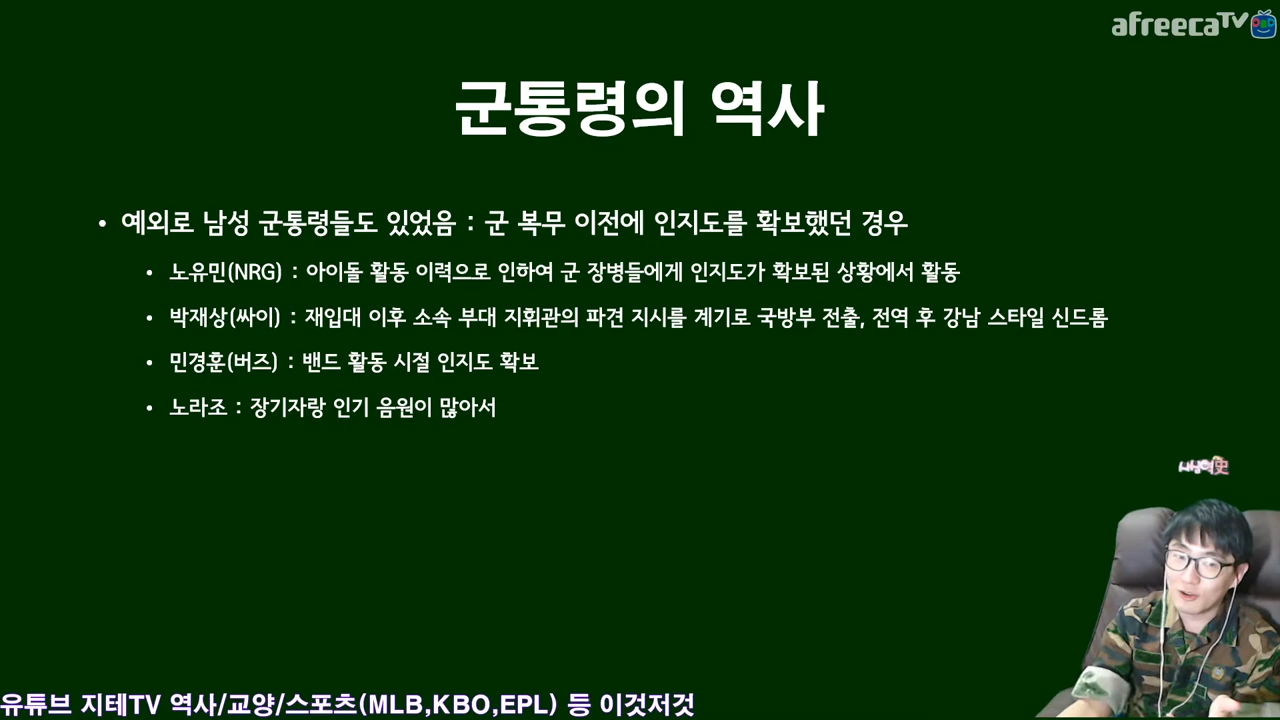 afreecaTV
군통령의 역사
• 예외로 남성 군통령들도 있었음 : 군 복무 이전에 인지도를 확보했던 경우
• 노유민(NRG) : 아이돌 활동 이력으로 인하여 군 장병들에게 인지도가 확보된 상황에서 활동
• 박재상(싸이) : 재입대 이후 소속 부대 지휘관의 파견 지시를 계기로 국방부 전출, 전역 후 강남 스타일 신드롬
• 민경훈(버즈) : 밴드 활동 시절 인지도 확보
• 노라조 : 장기자랑 인기 음원이 많아서
유튜브 지테TV 역사/교양/스포츠(MLB,KBO,EPL) 등 이것저것